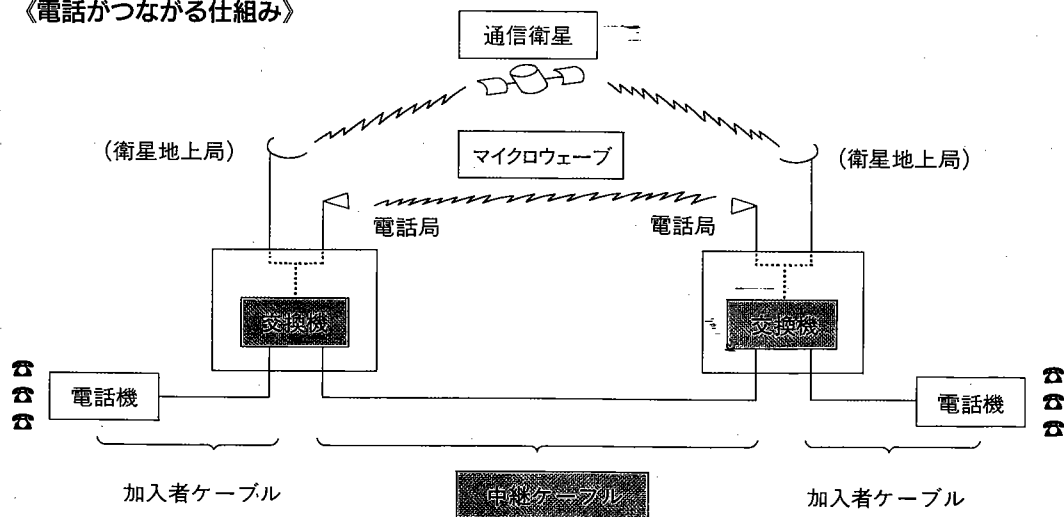 《電話がつながる仕組み》
通信衛星
(衛星地上局)
マイクロウェーブ
(衛星地上局)
電話局
電話局
交換機
交換機
電話機
電話機
加入者ケーブル
中継ケーブル
加入者ケーブル